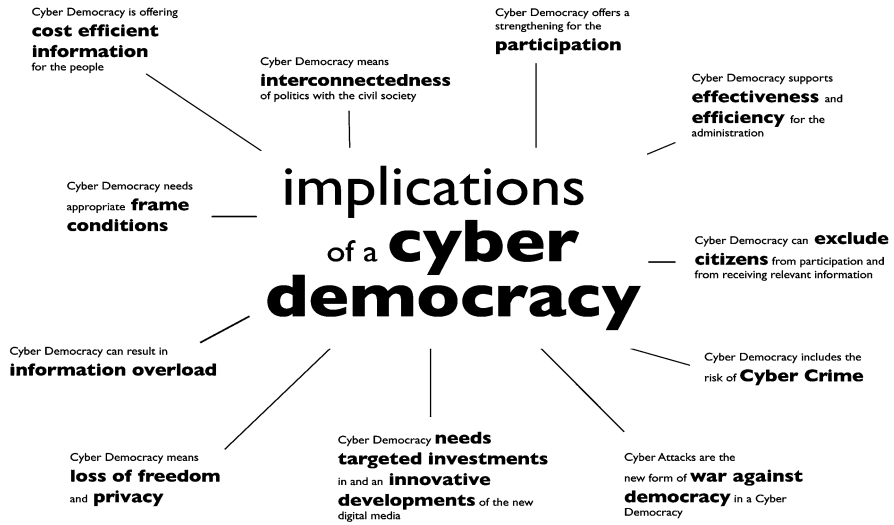 Cyber Democracy is offering
cost efficient
information
for the people
Cyber Democracy means
interconnectedness
of politics with the civil society
Cyber Democracy offers a
strengthening for the
participation
Cyber Democracy supports
effectiveness and
efficiency for the
administration
Cyber Democracy needs
appropriate frame
conditions
implications
of a cyber
democracy
Cyber Democracy can exclude
citizens from participation and
from receiving relevant information
Cyber Democracy can result in
information overload
Cyber Democracy includes the
risk of Cyber Crime
Cyber Democracy means
loss of freedom
and privacy
Cyber Democracy needs
targeted investments
in and an innovative
developments of the new
digital media
Cyber Attacks are the
new form of war against
democracy in a Cyber
Democracy